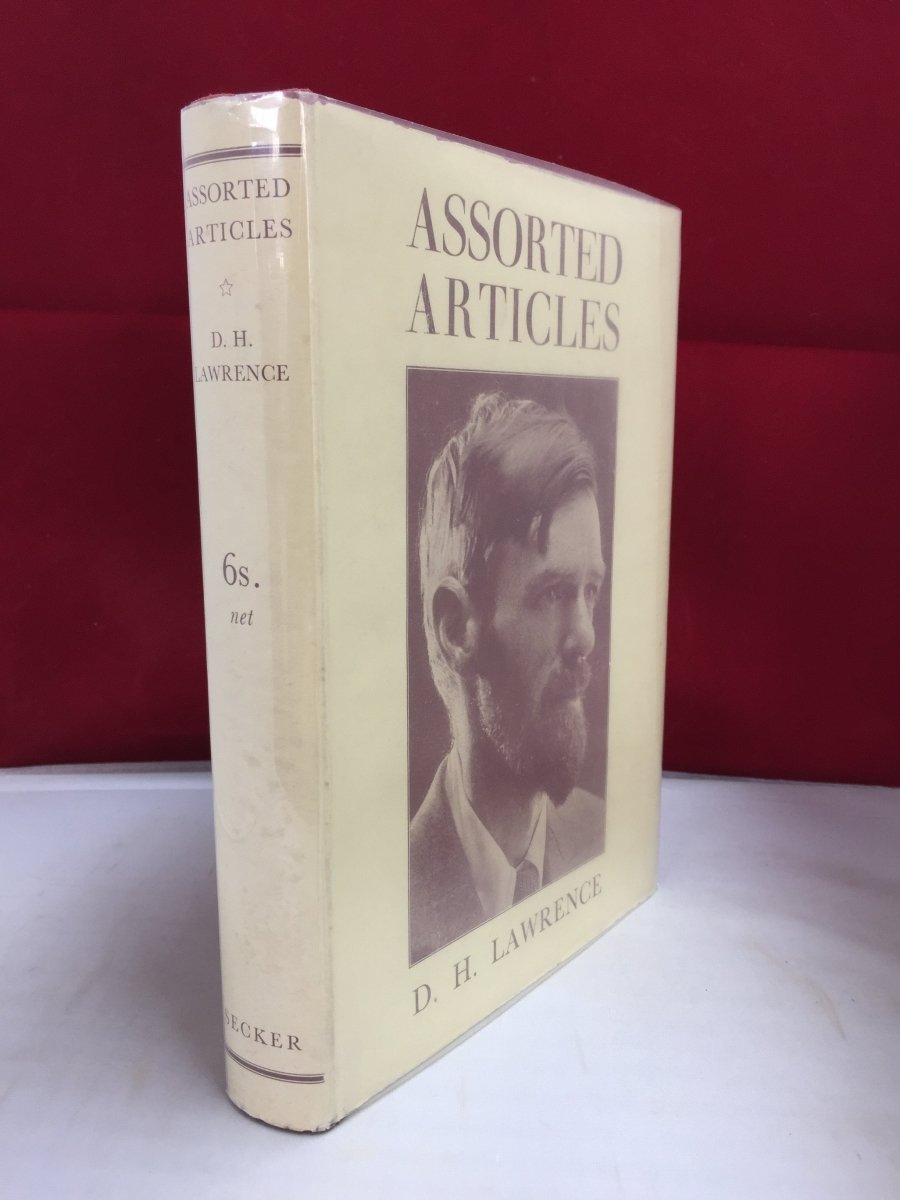 ASSORTED
ARTICLES
D. H.
LAWRENCE
6s.
net
SECKER
ASSORTED
ARTICLES
D. H. LAWRENCE